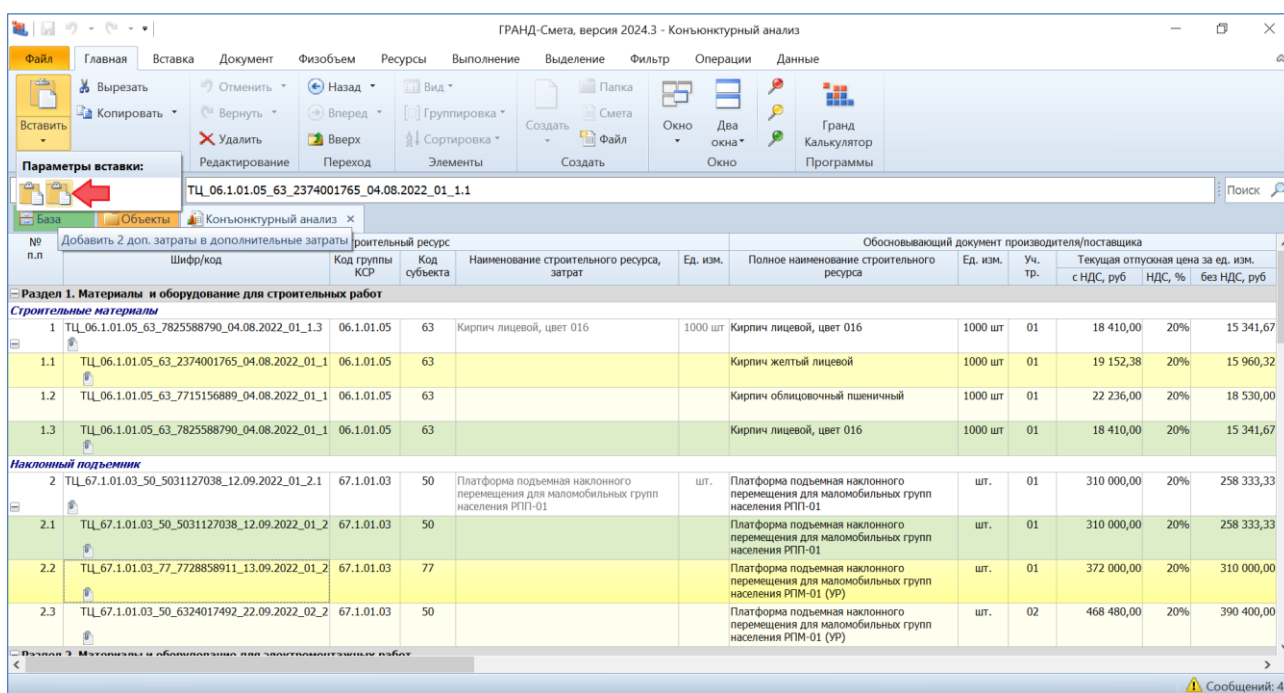 ГРАНД-Смета, версия 2024.3 - Конъюнктурный анализ
Файл Главная Вставка Документ Физобъем Ресурсы Выполнение Выделение Фильтр Операции Данные
Вставить
Вырезать
Копировать
Отменить
Вернуть
Удалить
Редактирование
Назад
Вперед
Вверх
Переход
Вид
Группировка
Сортировка
Элементы
Создать
Папка
Смета
Файл
Создать
Окно
Два окна
Окно
Гранд Калькулятор
Программы
Параметры вставки:
ТЦ_06.1.01.05_63_2374001765_04.08.2022_01_1.1 Поиск
База Объекты Конъюнктурный анализ ×
Добавить 2 доп. затраты в дополнительные затраты
№ п.п
роительный ресурс
Обосновывающий документ производителя/поставщика
Шифр/код
Код группы КСР
Код субъекта
Наименование строительного ресурса, затрат
Ед. изм.
Полное наименование строительного ресурса
Ед. изм.
Уч. тр.
Текущая отпускная цена за ед. изм.
с НДС, руб НДС, % без НДС, руб
Раздел 1. Материалы и оборудование для строительных работ
Строительные материалы
1 ТЦ_06.1.01.05_63_7825588790_04.08.2022_01_1.3 06.1.01.05 63 Кирпич лицевой, цвет 016 1000 шт Кирпич лицевой, цвет 016 1000 шт 01 18 410,00 20% 15 341,67
1.1 ТЦ_06.1.01.05_63_2374001765_04.08.2022_01_1 06.1.01.05 63 Кирпич желтый лицевой 1000 шт 01 19 152,38 20% 15 960,32
1.2 ТЦ_06.1.01.05_63_7715156889_04.08.2022_01_1 06.1.01.05 63 Кирпич облицовочный пшеничный 1000 шт 01 22 236,00 20% 18 530,00
1.3 ТЦ_06.1.01.05_63_7825588790_04.08.2022_01_1 06.1.01.05 63 Кирпич лицевой, цвет 016 1000 шт 01 18 410,00 20% 15 341,67
Наклонный подъемник
2 ТЦ_67.1.01.03_50_5031127038_12.09.2022_01_2.1 67.1.01.03 50 Платформа подъемная наклонного шт. Платформа подъемная наклонного шт. 01 310 000,00 20% 258 333,33
перемещения для маломобильных групп перемещения для маломобильных групп
населения РПП-01 населения РПП-01
2.1 ТЦ_67.1.01.03_50_5031127038_12.09.2022_01_2 67.1.01.03 50 Платформа подъемная наклонного шт. 01 310 000,00 20% 258 333,33
перемещения для маломобильных групп
населения РПП-01
2.2 ТЦ_67.1.01.03_77_7728858911_13.09.2022_01_2 67.1.01.03 77 Платформа подъемная наклонного шт. 01 372 000,00 20% 310 000,00
перемещения для маломобильных групп
населения РПМ-01 (УР)
2.3 ТЦ_67.1.01.03_50_6324017492_22.09.2022_02_2 67.1.01.03 50 Платформа подъемная наклонного шт. 02 468 480,00 20% 390 400,00
перемещения для маломобильных групп
населения РПМ-01 (УР)
Раздел 2. Материалы и оборудование для электромонтажных работ
Сообщений: 4